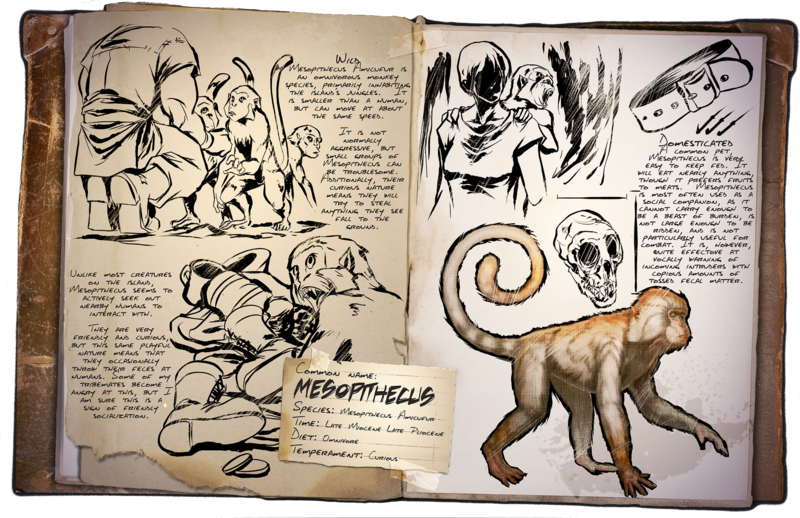 Wild
Mesopithecus Amicufur is
an omnivorous monkey
species, primarily inhabiting
the island's jungles. It
is smaller than a human,
but can move at about
the same speed.
It is not
normally
aggressive, but
small groups of
Mesopithecus can
be troublesome.
Additionally, their
curious nature
means they will
try to steal
anything they see
fall to the
ground.
Unlike most creatures
on the island,
Mesopithecus seems to
actively seek out
nearby humans to
interact with.
They are very
friendly and curious,
but this same playful
nature means that
they occasionally
throw their feces at
humans. Some of my
tribemates become
angry at this, but I
am sure this is a
sign of friendly
socialization.
Common name:
Mesopithecus
Species: Mesopithecus Amicufur
Time: Late Miocene Late Pliocene
Diet: Omnivore
Temperament: Curious
Domesticated
A common pet,
Mesopithecus is very
easy to keep fed. It
will eat nearly anything,
though it prefers fruits
to meats. Mesopithecus
is most often used as a
social companion, as it
cannot carry enough to
be a beast of burden, is
not large enough to be
ridden, and is not
particularly useful for
combat. It is, however,
quite effective at
vocally warning of
incoming intruders with
copious amounts of
tossed fecal matter.